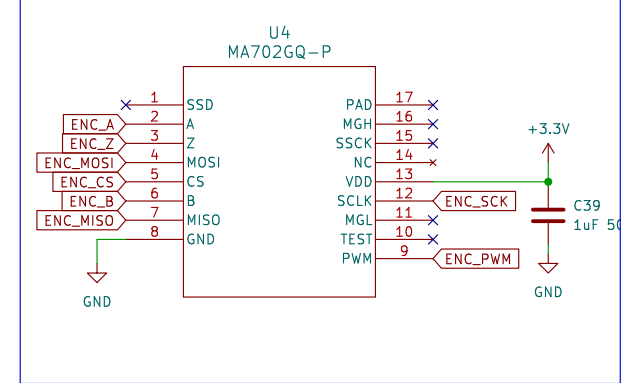 U4
MA702GQ-P
1 SSD PAD 17
ENC_A 2 A MGH 16
ENC_Z 3 Z SSCK 15
+3.3V
ENC_MOSI 4 MOSI NC 14
ENC_CS 5 CS VDD 13
ENC_B 6 B SCLK 12 ENC_SCK
C39
ENC_MISO 7 MISO MGL 11
1uF
8 GND TEST 10
PWM 9 ENC_PWM
GND
GND